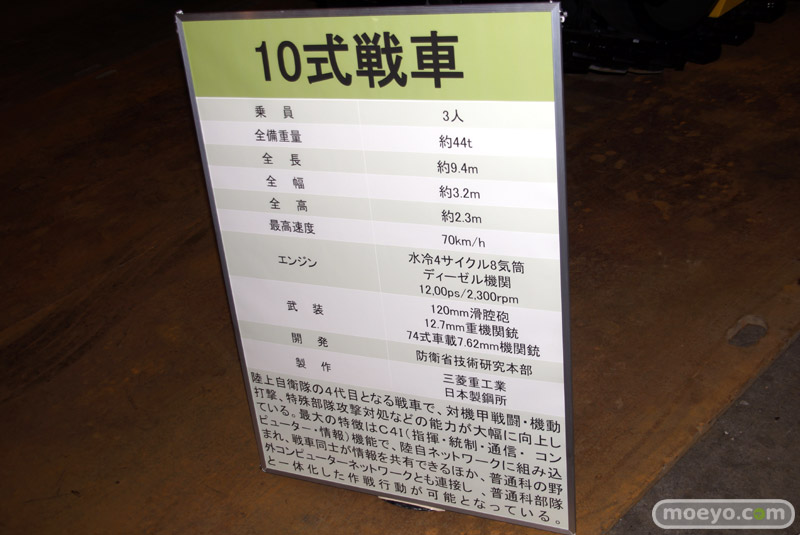 10式戦車
乗員 3人
全備重量 約44t
全長 約9.4m
全幅 約3.2m
全高 約2.3m
最高速度 70km/h
エンジン 水冷4サイクル8気筒
ディーゼル機関
12,00ps/2,300rpm
武装 120mm滑腔砲
12.7mm重機関銃
74式車載7.62mm機関銃
開発 防衛省技術研究本部
製作 三菱重工業
日本製鋼所
陸上自衛隊の4代目となる戦車で、対機甲戦闘・機動
打撃、特殊部隊攻撃対処などの能力が大幅に向上し
ている。最大の特徴はC4I(指揮・統制・通信・コン
ピューター・情報)機能で、陸自ネットワークに組み込
まれ、戦車同士が情報を共有できるほか、普通科の野
外コンピューターネットワークとも連接し、普通科部隊
と一体化した作戦行動が可能となっている。
moeyo.com